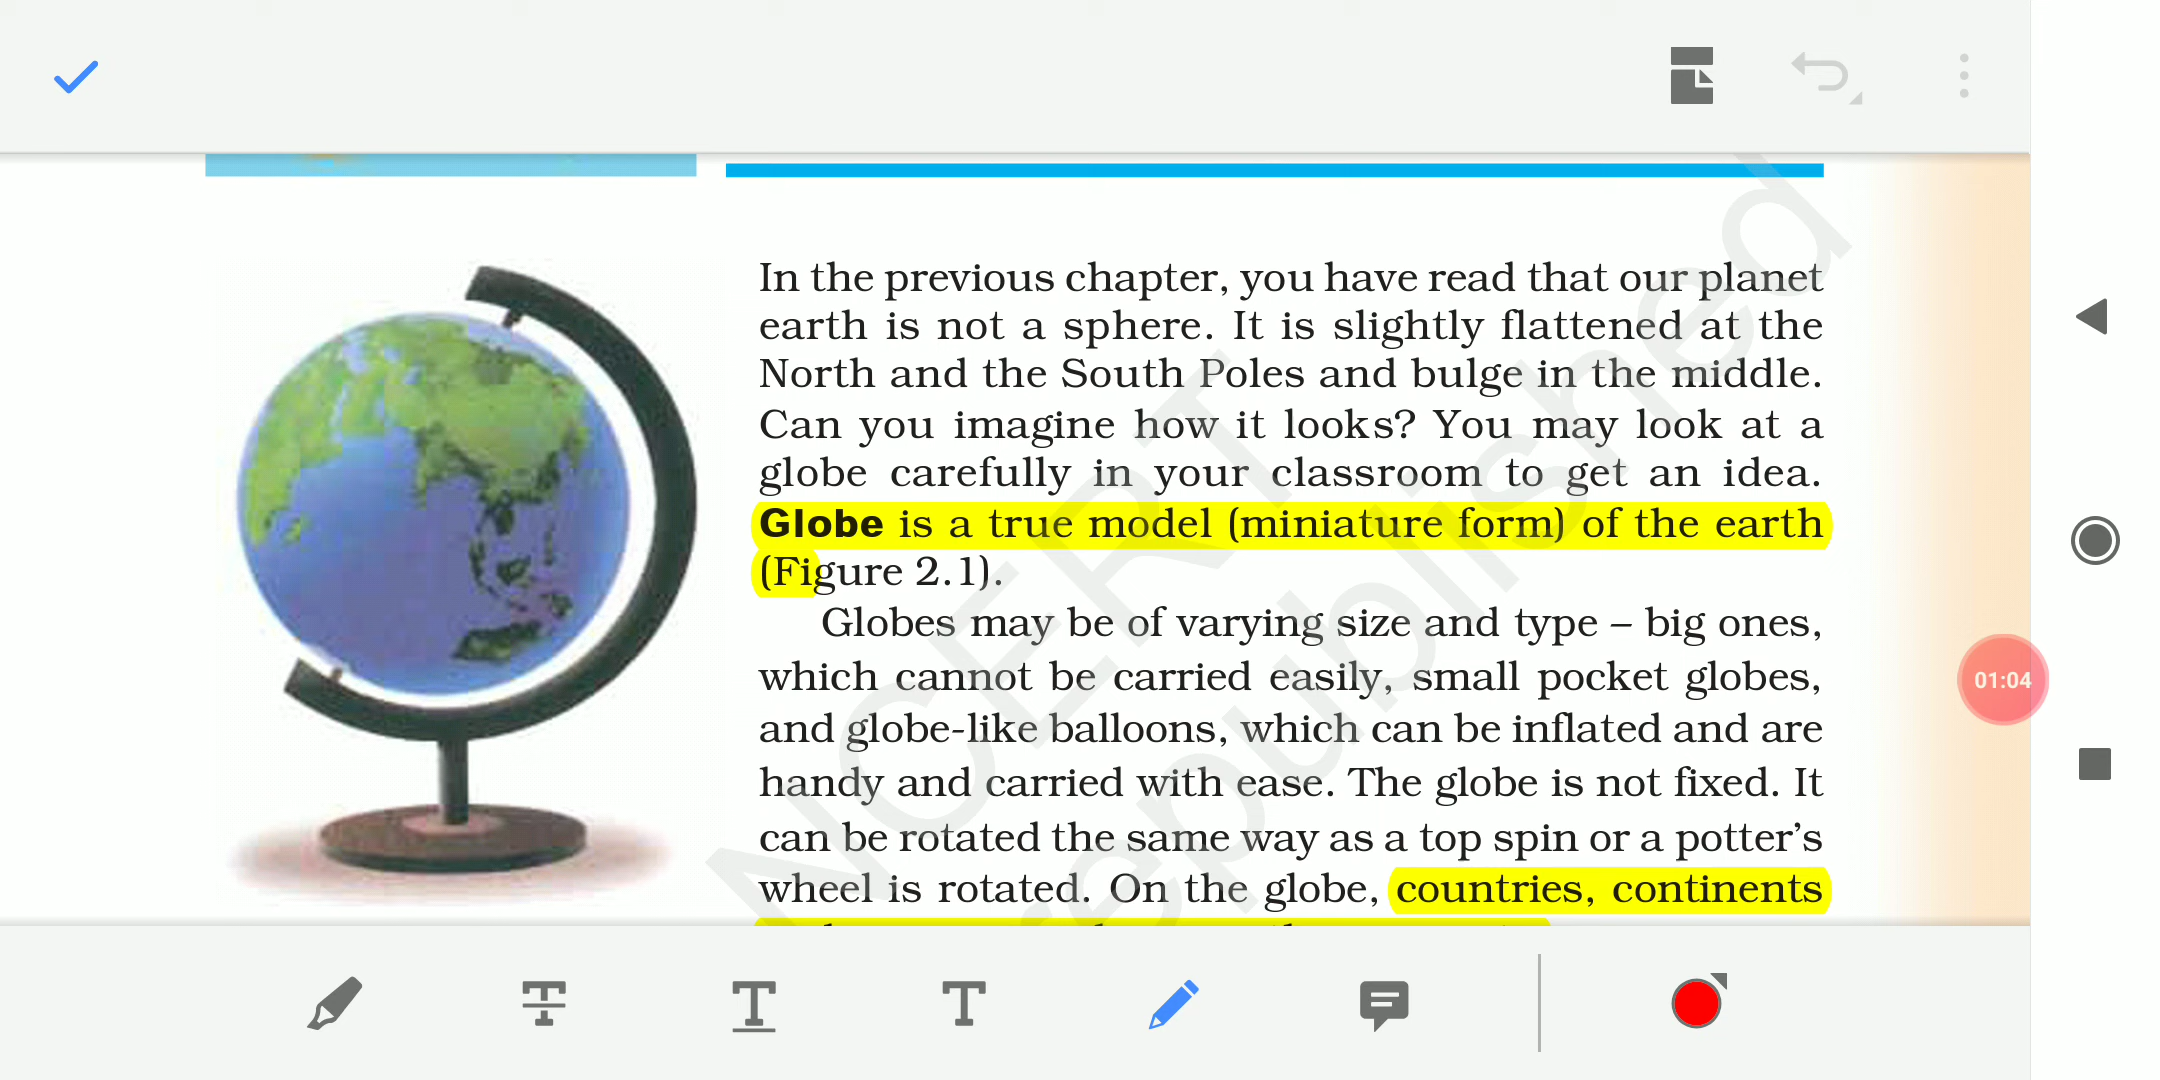 In the previous chapter, you have read that our planet
earth is not a sphere. It is slightly flattened at the
North and the South Poles and bulge in the middle.
Can you imagine how it looks? You may look at a
globe carefully in your classroom to get an idea.
Globe is a true model (miniature form) of the earth
(Figure 2.1).
Globes may be of varying size and type – big ones,
which cannot be carried easily, small pocket globes,
and globe-like balloons, which can be inflated and are
handy and carried with ease. The globe is not fixed. It
can be rotated the same way as a top spin or a potter’s
wheel is rotated. On the globe, countries, continents
NCERT
republished
01:04